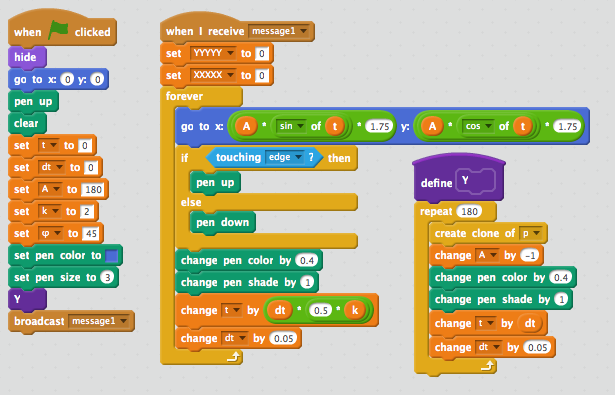 when clicked
hide
go to x: 0 y: 0
pen up
clear
set t to 0
set dt to 0
set A to 180
set k to 2
set φ to 45
set pen color to
set pen size to 3
Y
broadcast message1
when I receive message1
set YYYYY to 0
set XXXXX to 0
forever
go to x: A * sin of t * 1.75 y: A * cos of t * 1.75
if touching edge ? then
pen up
else
pen down
change pen color by 0.4
change pen shade by 1
change t by dt * 0.5 * k
change dt by 0.05
define Y
repeat 180
create clone of p
change A by -1
change pen color by 0.4
change pen shade by 1
change t by dt
change dt by 0.05